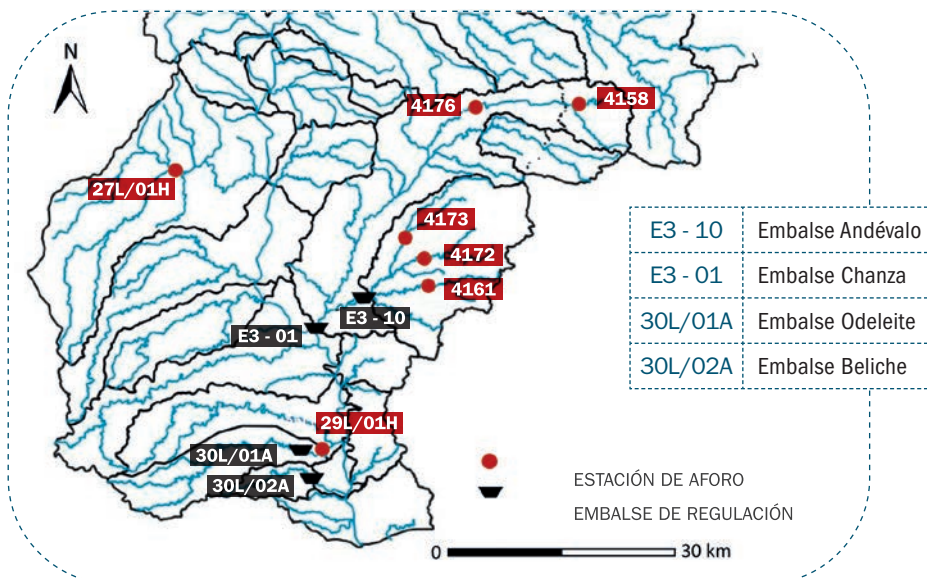 N
4176
4158
27L/01H
4173
4172
4161
E3 - 10
E3 - 01
29L/01H
30L/01A
30L/02A
E3 - 10 Embalse Andévalo
E3 - 01 Embalse Chanza
30L/01A Embalse Odeleite
30L/02A Embalse Beliche
ESTACIÓN DE AFORO
EMBALSE DE REGULACIÓN
0 30 km